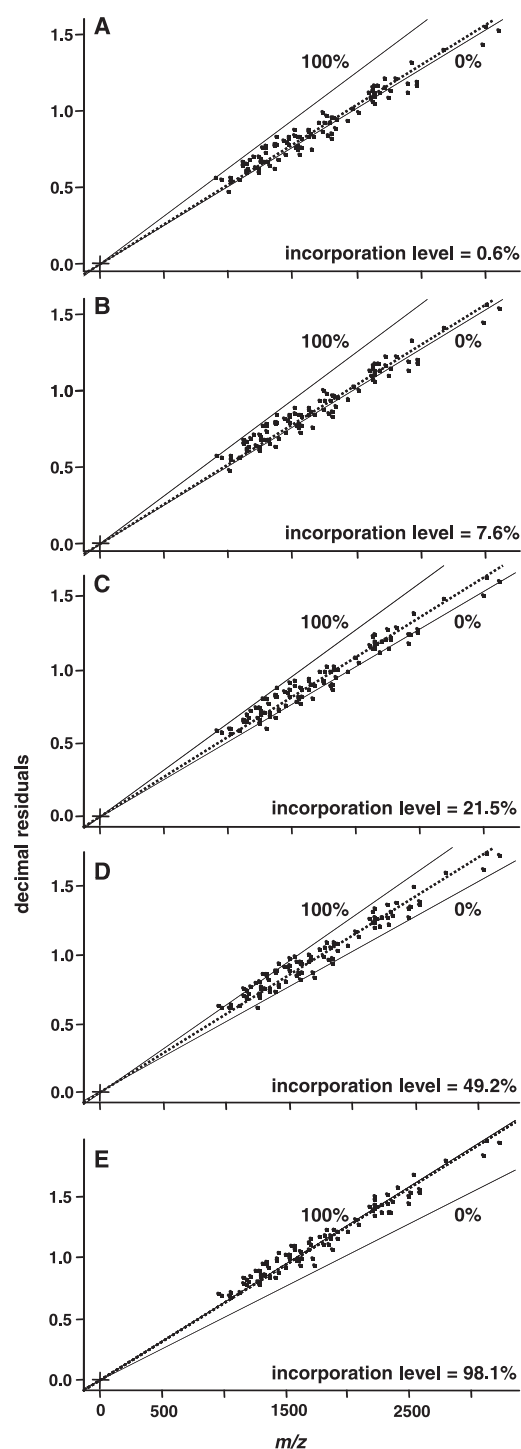 A
1.5
1.0
0.5
0.0
100%
0%
incorporation level = 0.6%
B
1.5
1.0
0.5
0.0
100%
0%
incorporation level = 7.6%
C
1.5
1.0
0.5
0.0
100%
0%
incorporation level = 21.5%
decimal residuals
D
1.5
1.0
0.5
0.0
100%
0%
incorporation level = 49.2%
E
1.5
1.0
0.5
0.0
100%
0%
incorporation level = 98.1%
0 500 1500 2500
m/z